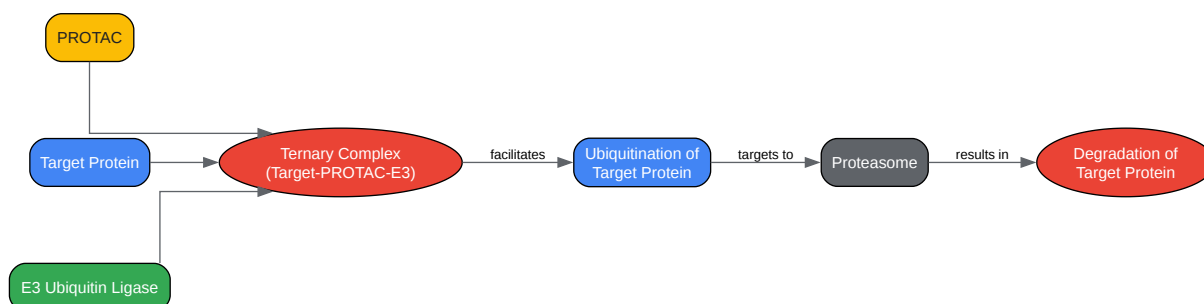 PROTAC
Target Protein
E3 Ubiquitin Ligase
Ternary Complex
(Target-PROTAC-E3)
facilitates
Ubiquitination of
Target Protein
targets to
Proteasome
results in
Degradation of
Target Protein